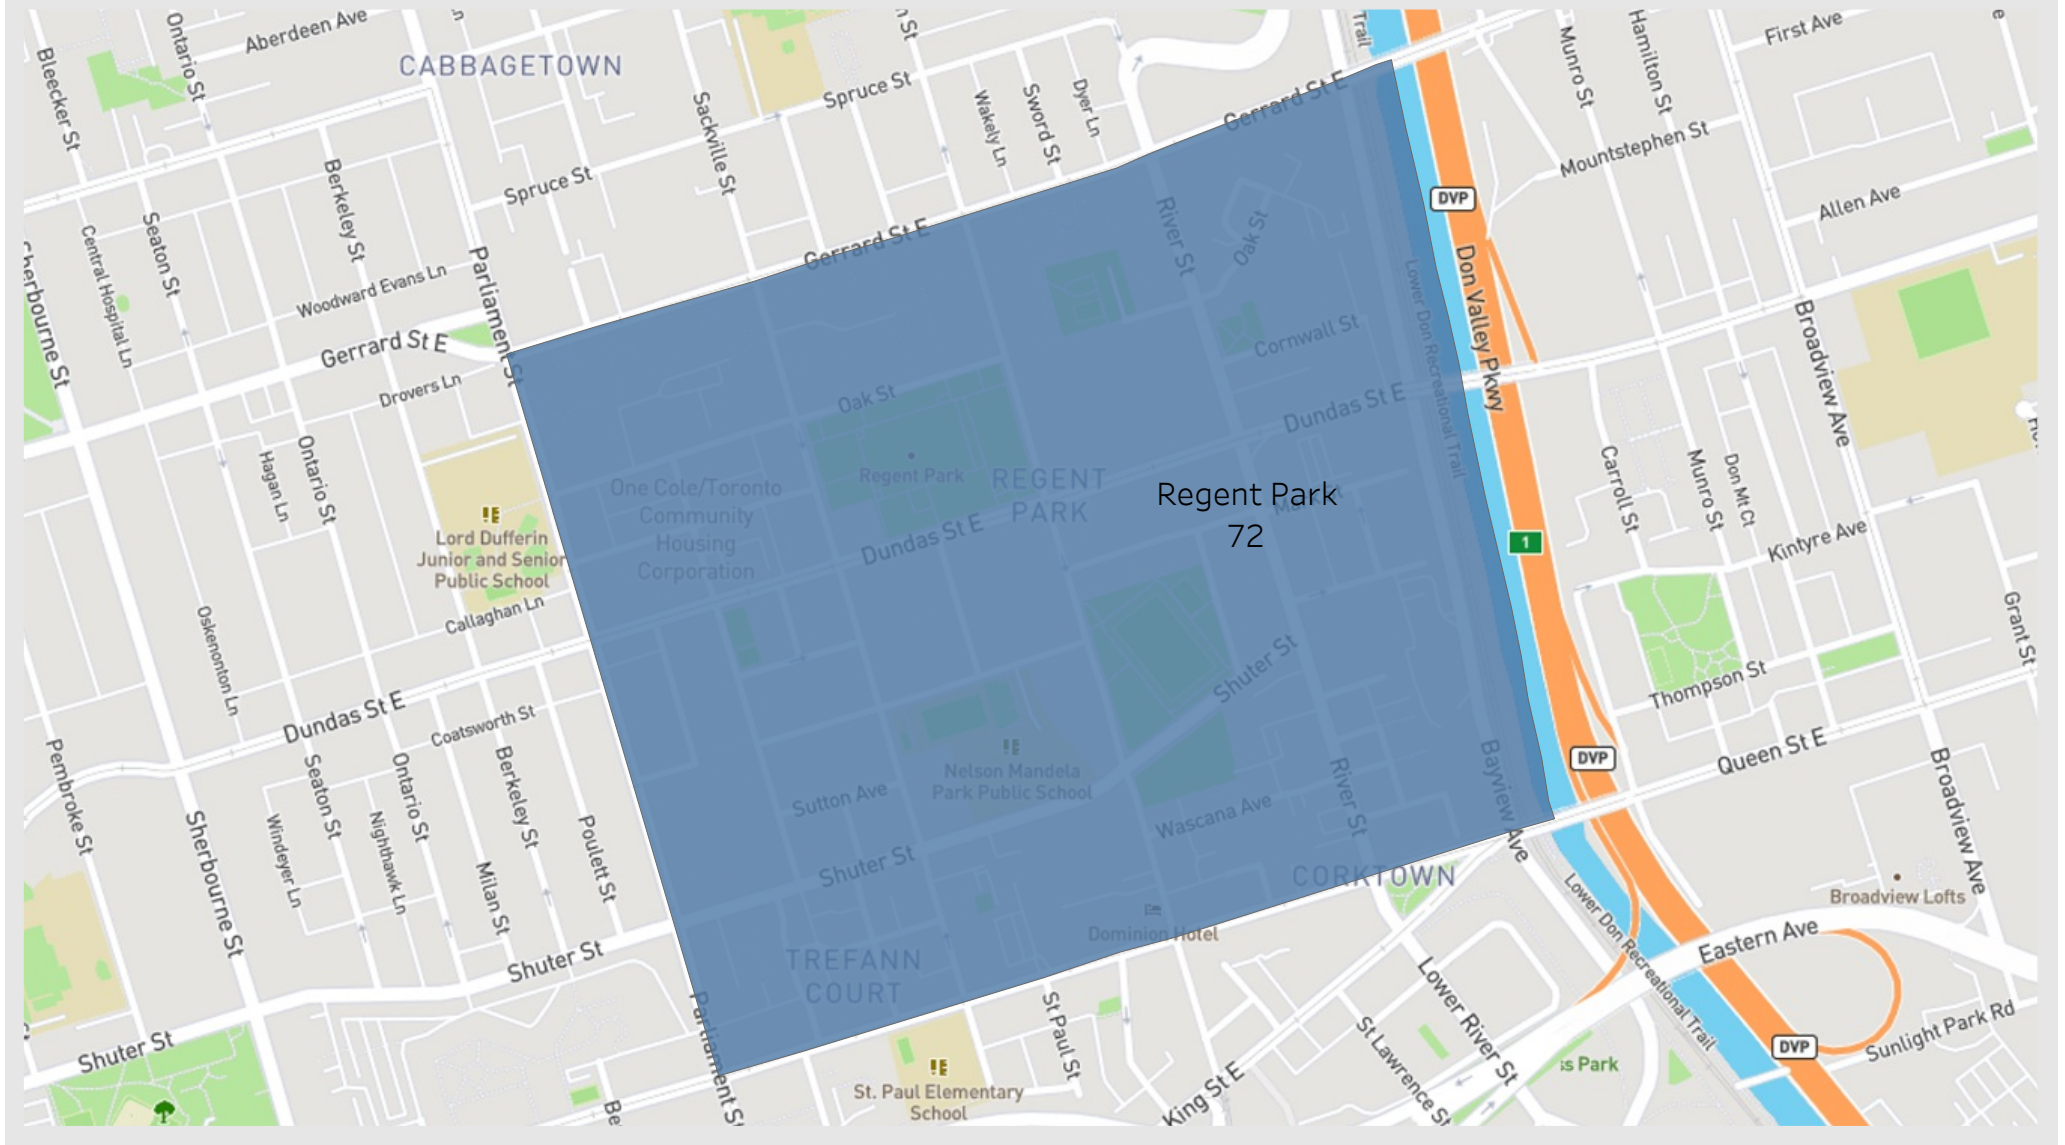 Ontario St
Aberdeen Ave
Trail
First Ave
Hamilton St
Munro St
Bleecker St
CABBAGETOWN
Sackville St
Spruce St
Wakely Ln
Sword St
Dyer Ln
Gerrard St E
Mountstephen St
Berkeley St
Spruce St
DVP
Allen Ave
Seaton St
Central Hospital Ln
River St
Oak St
Gerrard St E
Parliament St
Woodward Evans Ln
Gerrard St E
Sherbourne St
Lower Don Recreational Trail
Don Valley Pkwy
Broadview Ave
Cornwall St
Drovers Ln
Oak St
Dundas St E
Ontario St
Hagan Ln
Regent Park
REGENT
PARK
Regent Park
72
One Cole/Toronto
Community
Housing
Corporation
Carroll St
Munro St
Don Mt Ct
Lord Dufferin
Junior and Senior
Public School
Dundas St E
1
Kintyre Ave
Callaghan Ln
Oskenonton Ln
Grant St
Shuter St
Thompson St
Dundas St E
Coatsworth St
Queen St E
DVP
Pembroke St
Seaton St
Ontario St
Berkeley St
Nelson Mandela
Park Public School
Sutton Ave
Wascana Ave
River St
Bayview Ave
Broadview Ave
Windeyer Ln
Nighthawk Ln
Milan St
Poulett St
Sherbourne St
Shuter St
CORKTOWN
Broadview Lofts
Dominion Hotel
Shuter St
TREFANN
COURT
Lower Don Recreational Trail
Eastern Ave
Lower River St
Parliament St
St Paul St
St Lawrence St
Shuter St
DVP
Sunlight Park Rd
ss Park
St. Paul Elementary
School
King St E
Be